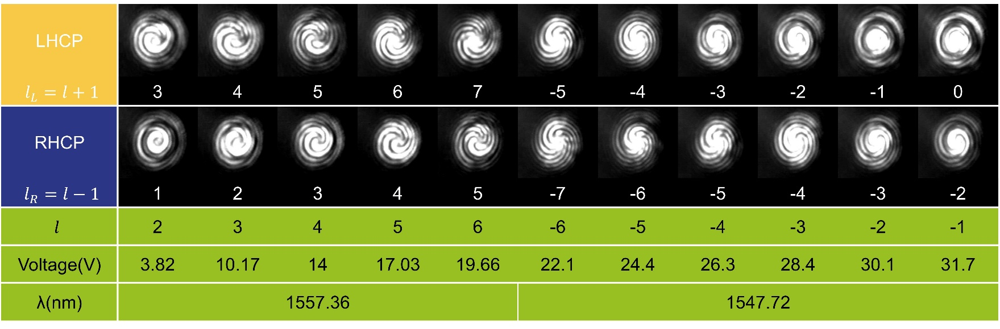 LHCP
l_L = l + 1 3 4 5 6 7 -5 -4 -3 -2 -1 0
RHCP
l_R = l − 1 1 2 3 4 5 -7 -6 -5 -4 -3 -2
l 2 3 4 5 6 -6 -5 -4 -3 -2 -1
Voltage(V) 3.82 10.17 14 17.03 19.66 22.1 24.4 26.3 28.4 30.1 31.7
λ(nm) 1557.36 1547.72